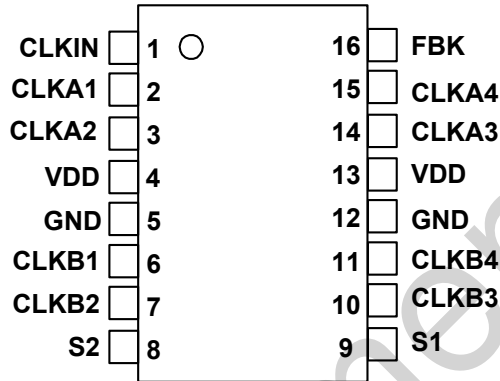 CLKIN 1 16 FBK
CLKA1 2 15 CLKA4
CLKA2 3 14 CLKA3
VDD 4 13 VDD
GND 5 12 GND
CLKB1 6 11 CLKB4
CLKB2 7 10 CLKB3
S2 8 9 S1